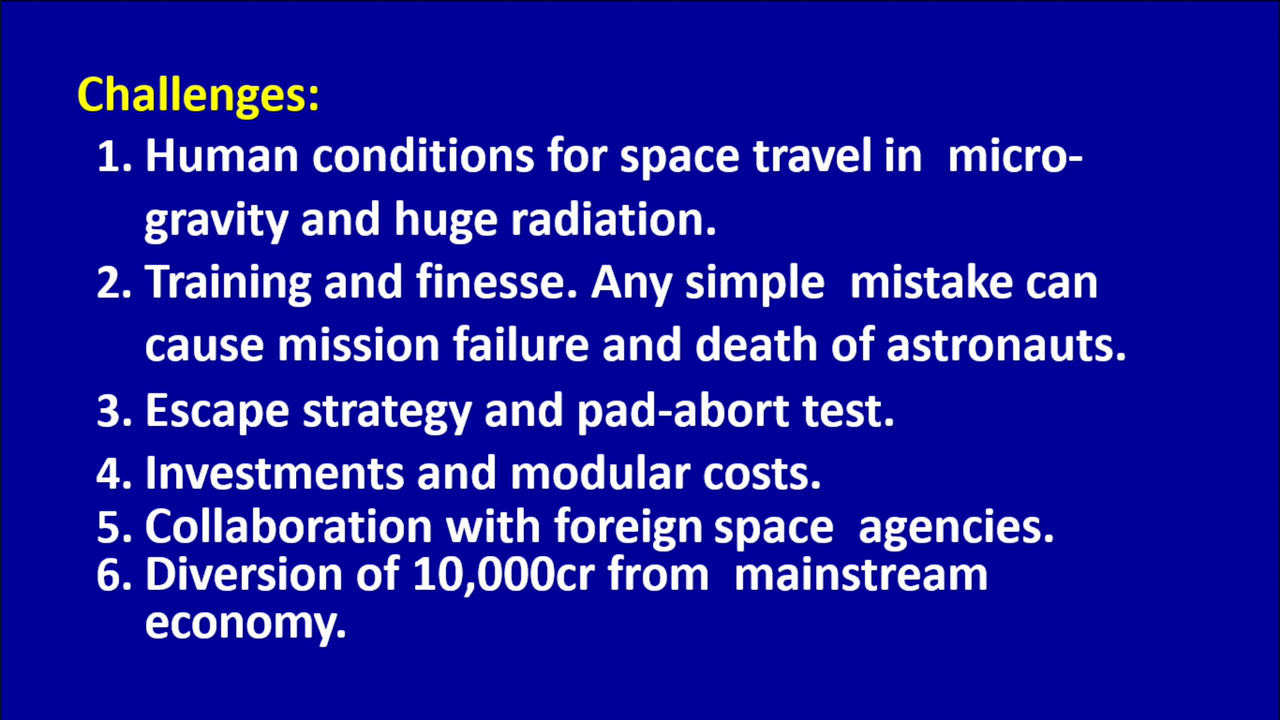 Challenges:
1. Human conditions for space travel in micro-
gravity and huge radiation.
2. Training and finesse. Any simple mistake can
cause mission failure and death of astronauts.
3. Escape strategy and pad-abort test.
4. Investments and modular costs.
5. Collaboration with foreign space agencies.
6. Diversion of 10,000cr from mainstream
economy.